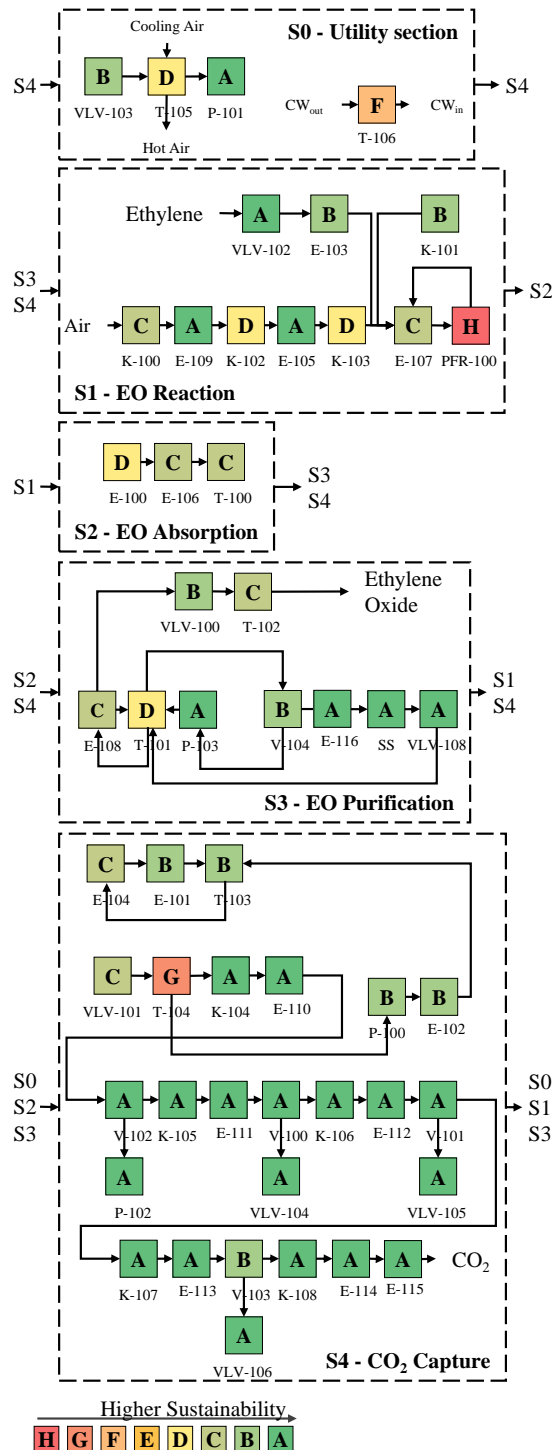 Cooling Air
S0 - Utility section
S4
B D A
VLV-103 T-105 P-101
Hot Air
CWout F CWin
T-106
S4
Ethylene A B B
VLV-102 E-103 K-101
S3
S4
S2
Air C A D A D C H
K-100 E-109 K-102 E-105 K-103 E-107 PFR-100
S1 - EO Reaction
S1
D C C
E-100 E-106 T-100
S3
S4
S2 - EO Absorption
B C
VLV-100 T-102
Ethylene
Oxide
S2
S4
S1
S4
C D A B A A A
E-108 T-101 P-103 V-104 E-116 SS VLV-108
S3 - EO Purification
C B B
E-104 E-101 T-103
C G A A
VLV-101 T-104 K-104 E-110
B B
P-100 E-102
S0
S2
S3
S0
S1
S3
A A A A A A A
V-102 K-105 E-111 V-100 K-106 E-112 V-101
A A A
P-102 VLV-104 VLV-105
A A B A A A CO2
K-107 E-113 V-103 K-108 E-114 E-115
A
VLV-106
S4 - CO2 Capture
Higher Sustainability
H G F E D C B A